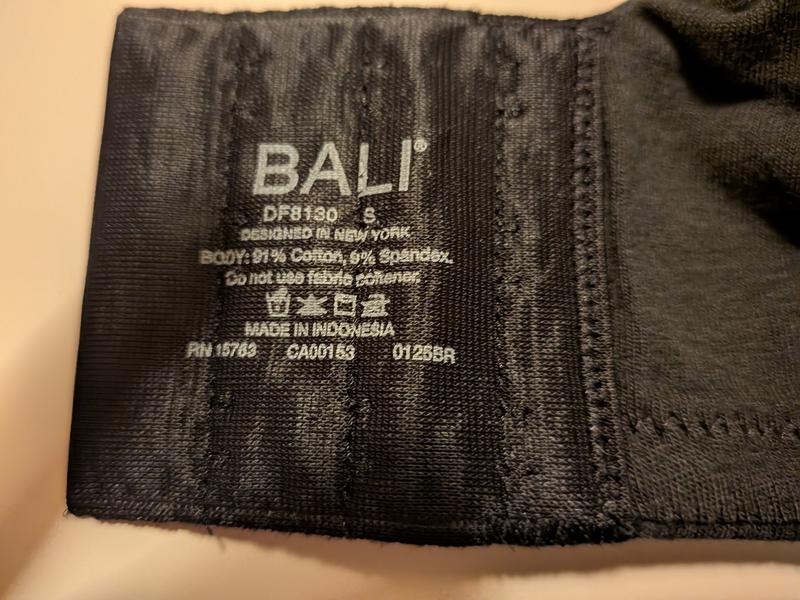 BALI®
DF8130 S
DESIGNED IN NEW YORK
BODY: 91% Cotton, 9% Spandex.
Do not use fabric softener.
MADE IN INDONESIA
RN 15763 CA00153 0125BR